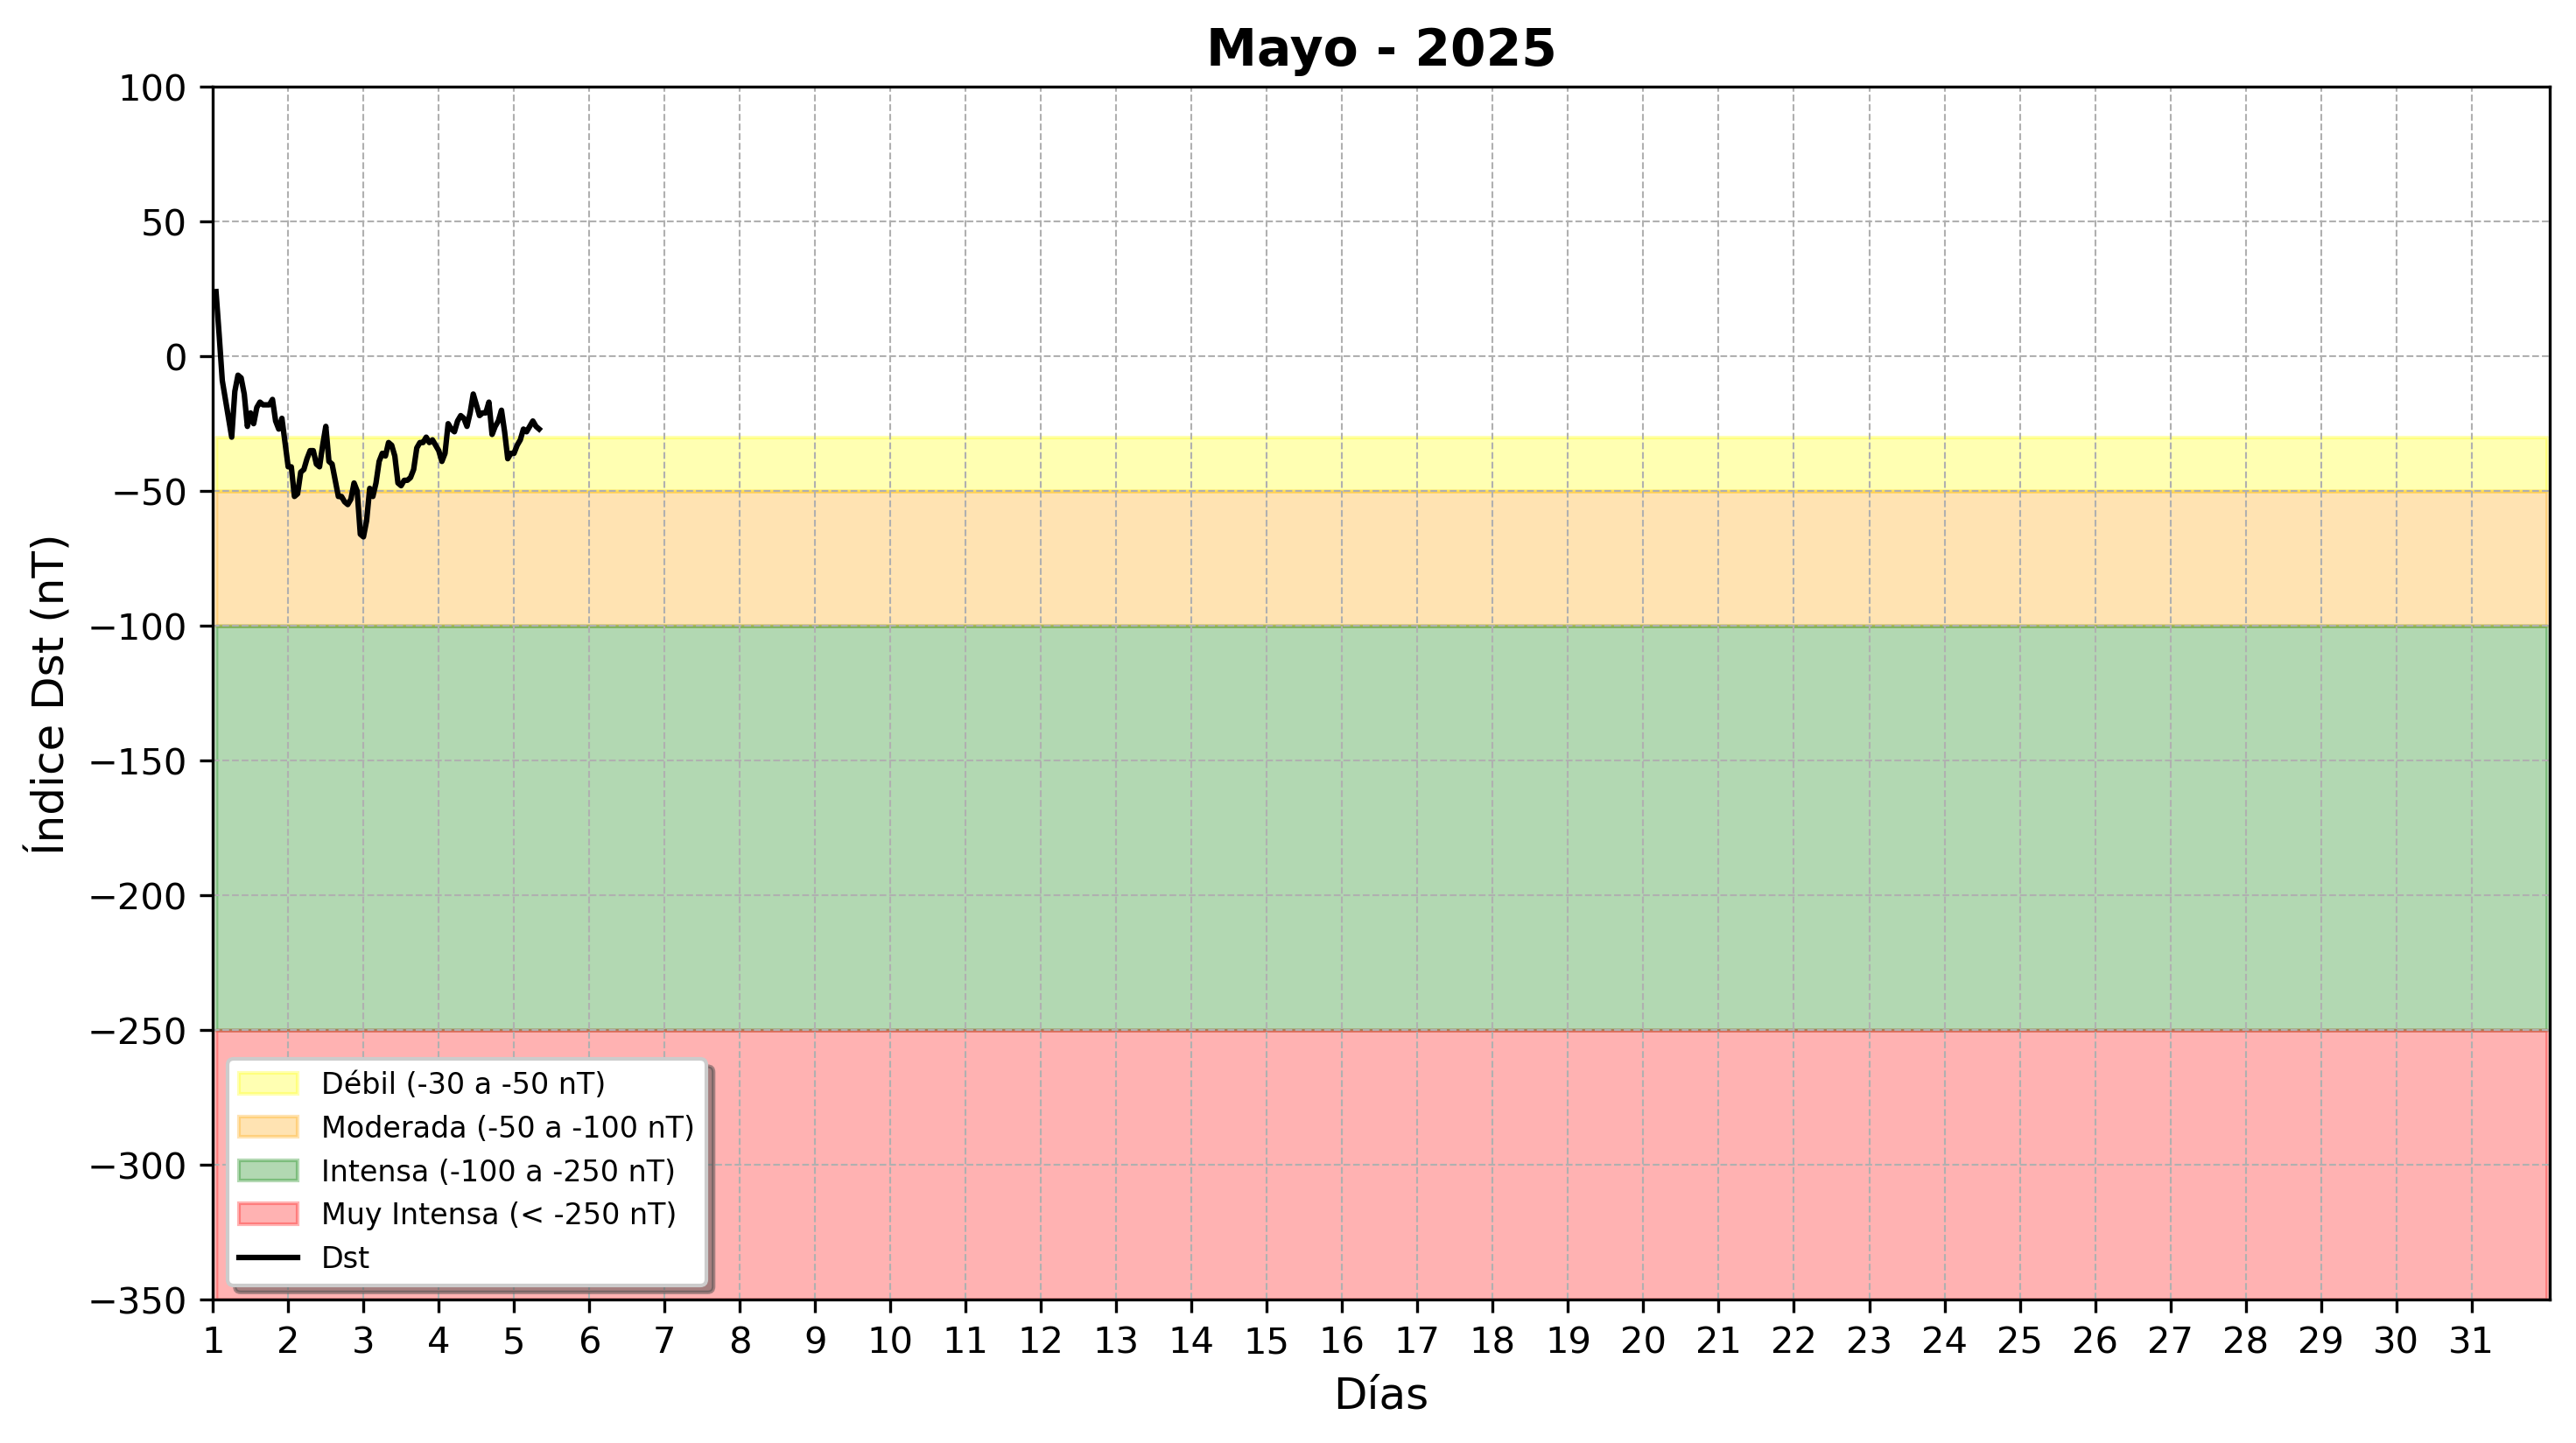 Mayo - 2025
100
50
0
−50
−100
−150
−200
−250
−300
−350
Índice Dst (nT)
Débil (-30 a -50 nT)
Moderada (-50 a -100 nT)
Intensa (-100 a -250 nT)
Muy Intensa (< -250 nT)
Dst
1 2 3 4 5 6 7 8 9 10 11 12 13 14 15 16 17 18 19 20 21 22 23 24 25 26 27 28 29 30 31
Días